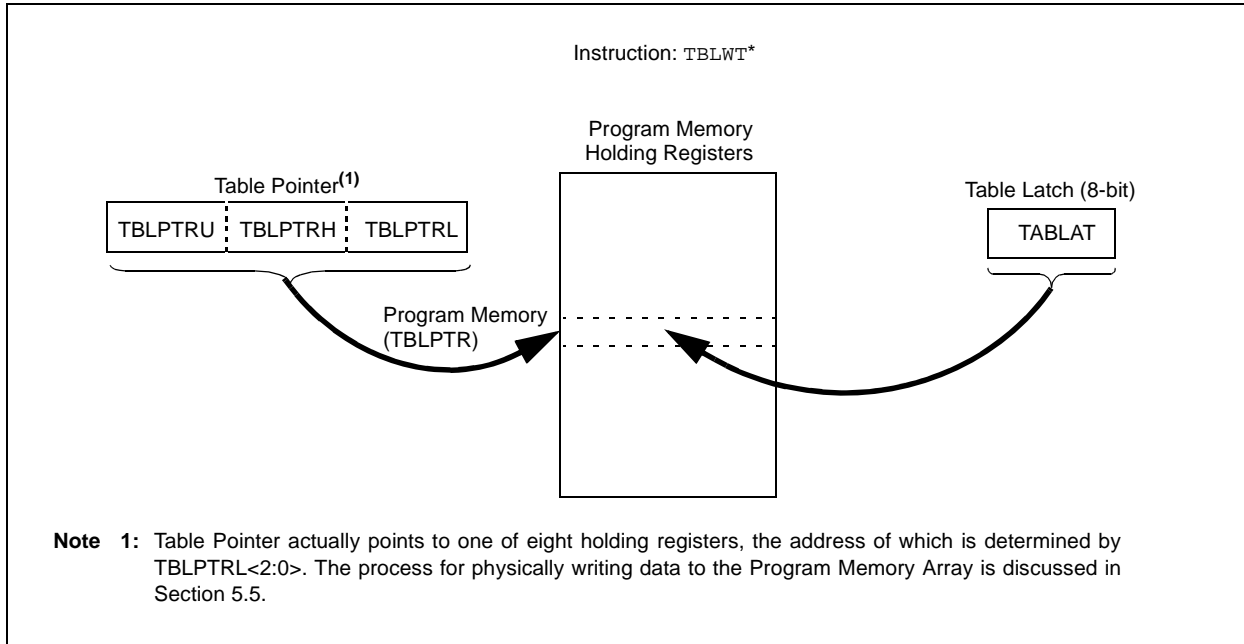 Instruction: TBLWT*
Program Memory
Holding Registers
Table Pointer(1)
Table Latch (8-bit)
TBLPTRU TBLPTRH TBLPTRL
TABLAT
Program Memory
(TBLPTR)
Note 1: Table Pointer actually points to one of eight holding registers, the address of which is determined by
TBLPTRL<2:0>. The process for physically writing data to the Program Memory Array is discussed in
Section 5.5.